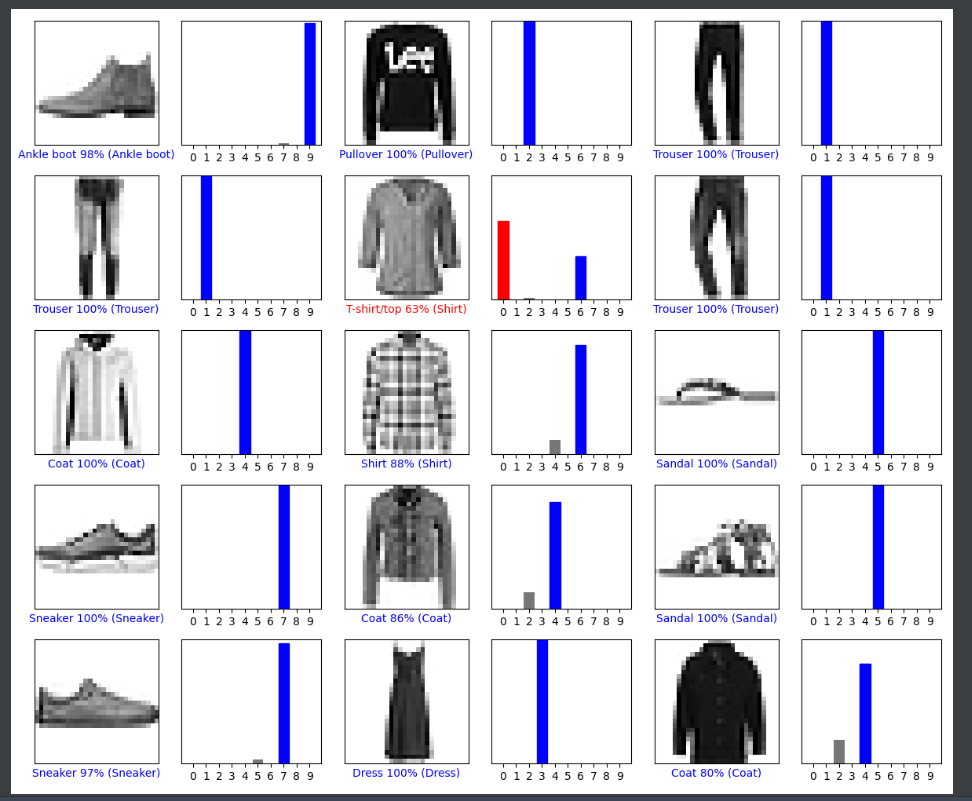 Lee
0 1 2 3 4 5 6 7 8 9
0 1 2 3 4 5 6 7 8 9
0 1 2 3 4 5 6 7 8 9
Ankle boot 98% (Ankle boot)
Pullover 100% (Pullover)
Trouser 100% (Trouser)
0 1 2 3 4 5 6 7 8 9
0 1 2 3 4 5 6 7 8 9
0 1 2 3 4 5 6 7 8 9
Trouser 100% (Trouser)
T-shirt/top 63% (Shirt)
Trouser 100% (Trouser)
0 1 2 3 4 5 6 7 8 9
0 1 2 3 4 5 6 7 8 9
0 1 2 3 4 5 6 7 8 9
Coat 100% (Coat)
Shirt 88% (Shirt)
Sandal 100% (Sandal)
0 1 2 3 4 5 6 7 8 9
0 1 2 3 4 5 6 7 8 9
0 1 2 3 4 5 6 7 8 9
Sneaker 100% (Sneaker)
Coat 86% (Coat)
Sandal 100% (Sandal)
0 1 2 3 4 5 6 7 8 9
0 1 2 3 4 5 6 7 8 9
0 1 2 3 4 5 6 7 8 9
Sneaker 97% (Sneaker)
Dress 100% (Dress)
Coat 80% (Coat)